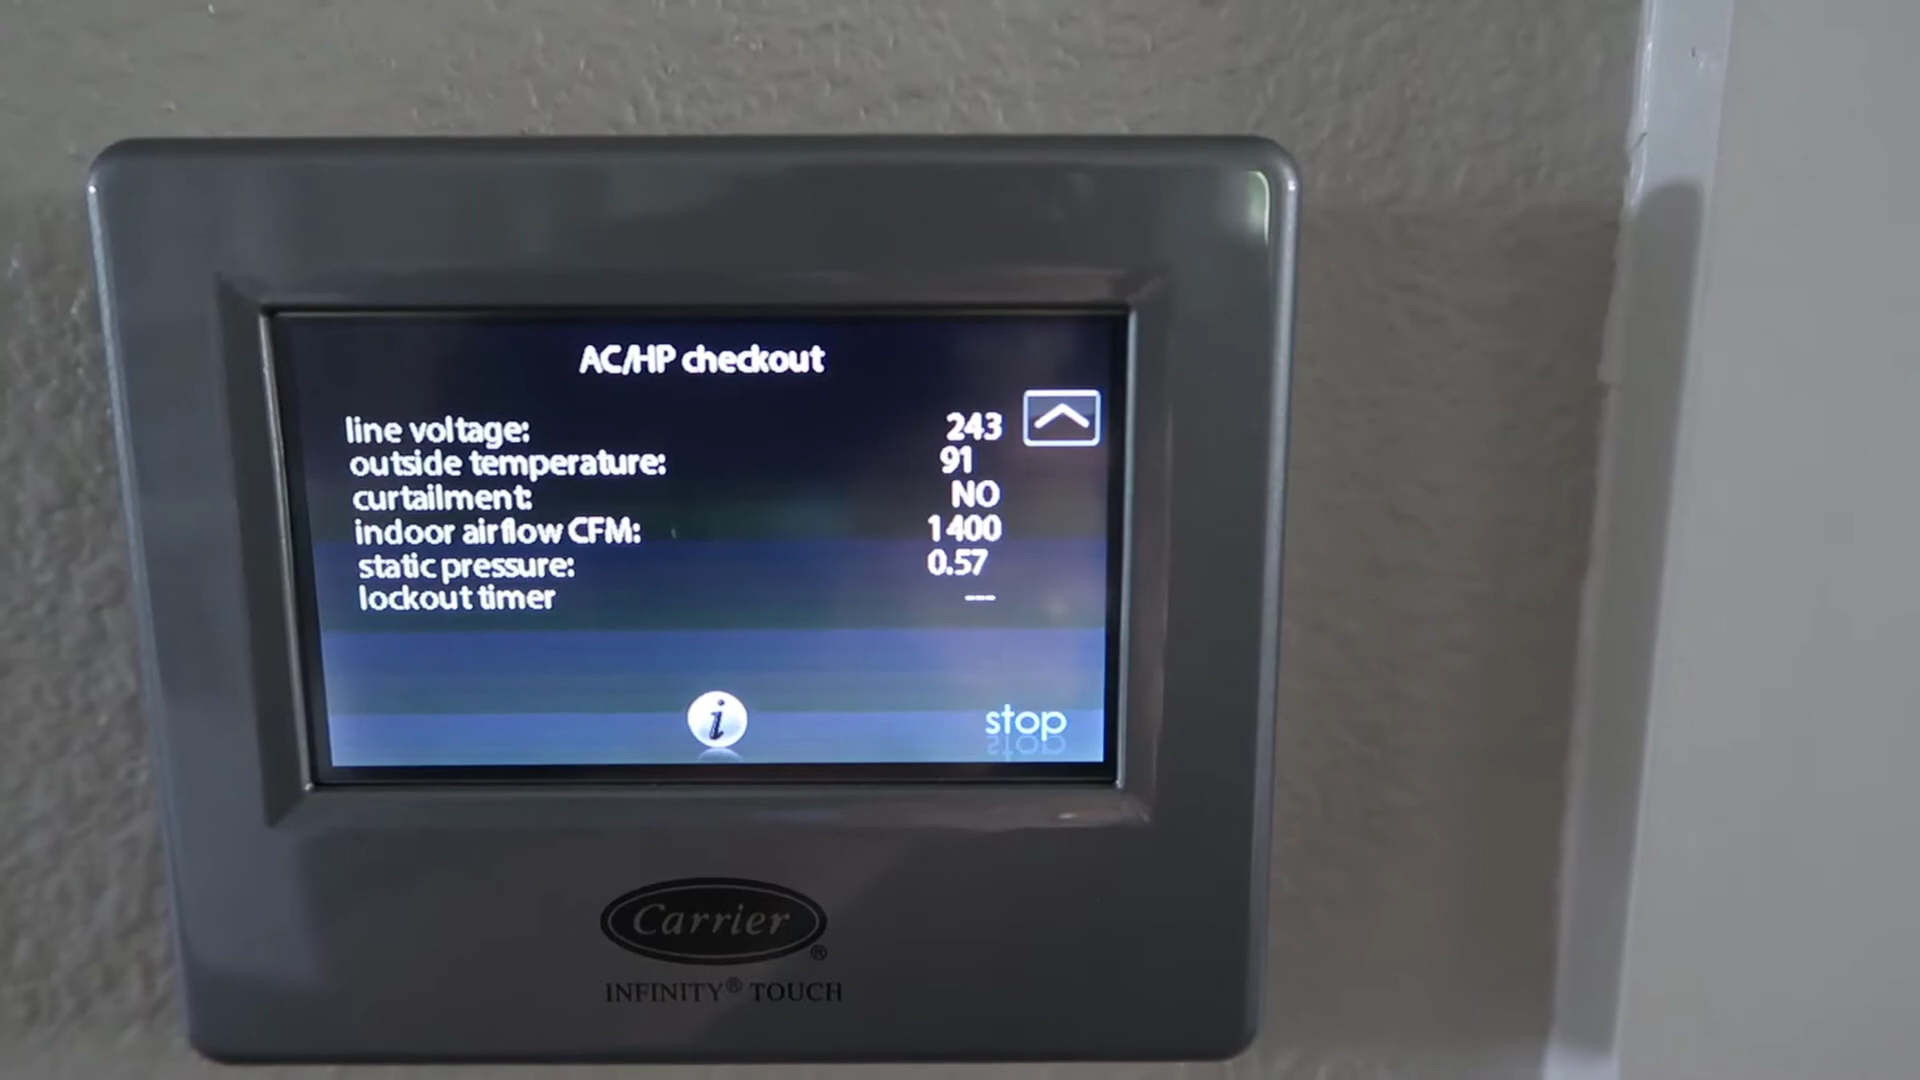 AC/HP checkout
line voltage: 243
outside temperature: 91
curtailment: NO
indoor airflow CFM: 1400
static pressure: 0.57
lockout timer ---
i
stop
Carrier®
INFINITY® TOUCH